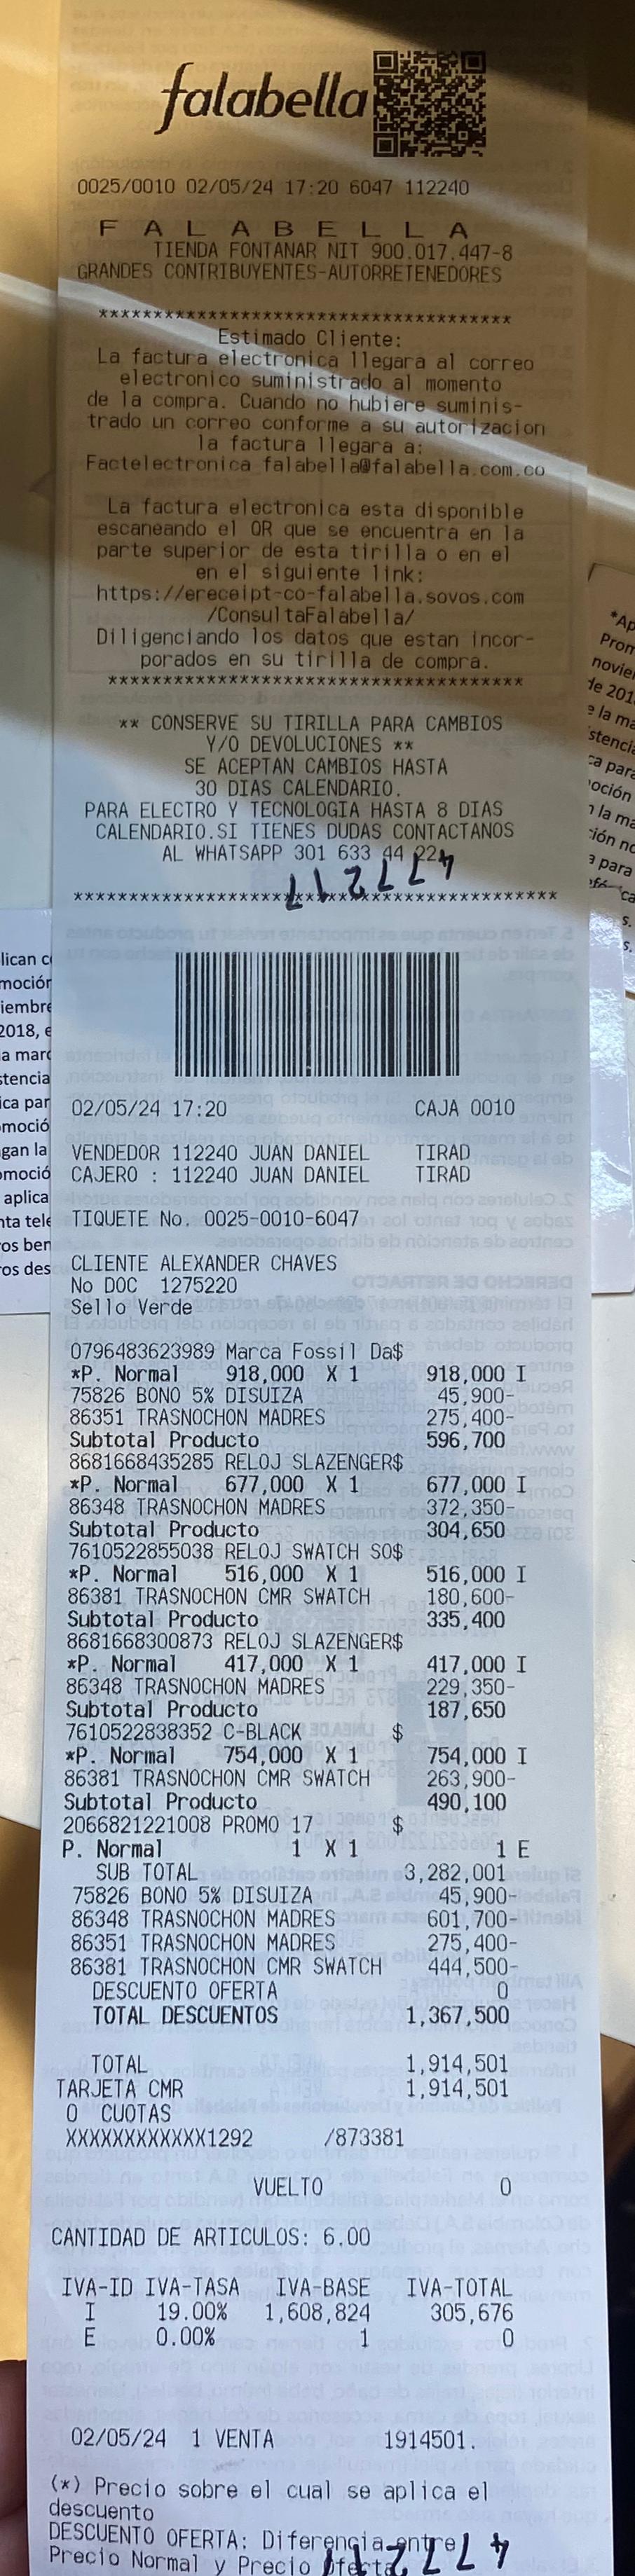 falabella
0025/0010 02/05/24 17:20 6047 112240
F A L A B E L L A
TIENDA FONTANAR NIT 900.017.447-8
GRANDES CONTRIBUYENTES-AUTORRETENEDORES
**************************************
Estimado Cliente:
La factura electronica llegara al correo
electronico suministrado al momento
de la compra. Cuando no hubiere suminis-
trado un correo conforme a su autorizacion
la factura llegara a:
Factelectronica falabella@falabella.com.co
La factura electronica esta disponible
escaneando el QR que se encuentra en la
parte superior de esta tirilla o en el
en el siguiente link:
https://ereceipt-co-falabella.sovos.com
/ConsultaFalabella/
Diligenciando los datos que estan incor-
porados en su tirilla de compra.
**************************************
** CONSERVE SU TIRILLA PARA CAMBIOS
Y/O DEVOLUCIONES **
SE ACEPTAN CAMBIOS HASTA
30 DIAS CALENDARIO.
PARA ELECTRO Y TECNOLOGIA HASTA 8 DIAS
CALENDARIO.SI TIENES DUDAS CONTACTANOS
AL WHATSAPP 301 633 44 22
********************************************
02/05/24 17:20 CAJA 0010
VENDEDOR 112240 JUAN DANIEL TIRAD
CAJERO : 112240 JUAN DANIEL TIRAD
TIQUETE No. 0025-0010-6047
CLIENTE ALEXANDER CHAVES
No DOC 1275220
Sello Verde
0796483623989 Marca Fossil Da$
*P. Normal 918,000 X 1 918,000 I
75826 BONO 5% DISUIZA 45,900-
86351 TRASNOCHON MADRES 275,400-
Subtotal Producto 596,700
8681668435285 RELOJ SLAZENGER$
*P. Normal 677,000 X 1 677,000 I
86348 TRASNOCHON MADRES 372,350-
Subtotal Producto 304,650
7610522855038 RELOJ SWATCH SO$
*P. Normal 516,000 X 1 516,000 I
86381 TRASNOCHON CMR SWATCH 180,600-
Subtotal Producto 335,400
8681668300873 RELOJ SLAZENGER$
*P. Normal 417,000 X 1 417,000 I
86348 TRASNOCHON MADRES 229,350-
Subtotal Producto 187,650
7610522838352 C-BLACK $
*P. Normal 754,000 X 1 754,000 I
86381 TRASNOCHON CMR SWATCH 263,900-
Subtotal Producto 490,100
2066821221008 PROMO 17 $
P. Normal 1 X 1 1 E
SUB TOTAL 3,282,001
75826 BONO 5% DISUIZA 45,900-
86348 TRASNOCHON MADRES 601,700-
86351 TRASNOCHON MADRES 275,400-
86381 TRASNOCHON CMR SWATCH 444,500-
DESCUENTO OFERTA 0
TOTAL DESCUENTOS 1,367,500
TOTAL 1,914,501
TARJETA CMR 1,914,501
0 CUOTAS
XXXXXXXXXXXX1292 /873381
VUELTO 0
CANTIDAD DE ARTICULOS: 6.00
IVA-ID IVA-TASA IVA-BASE IVA-TOTAL
I 19.00% 1,608,824 305,676
E 0.00% 1 0
02/05/24 1 VENTA 1914501.
(*) Precio sobre el cual se aplica el
descuento
DESCUENTO OFERTA: Diferencia entre
Precio Normal y Precio Oferta